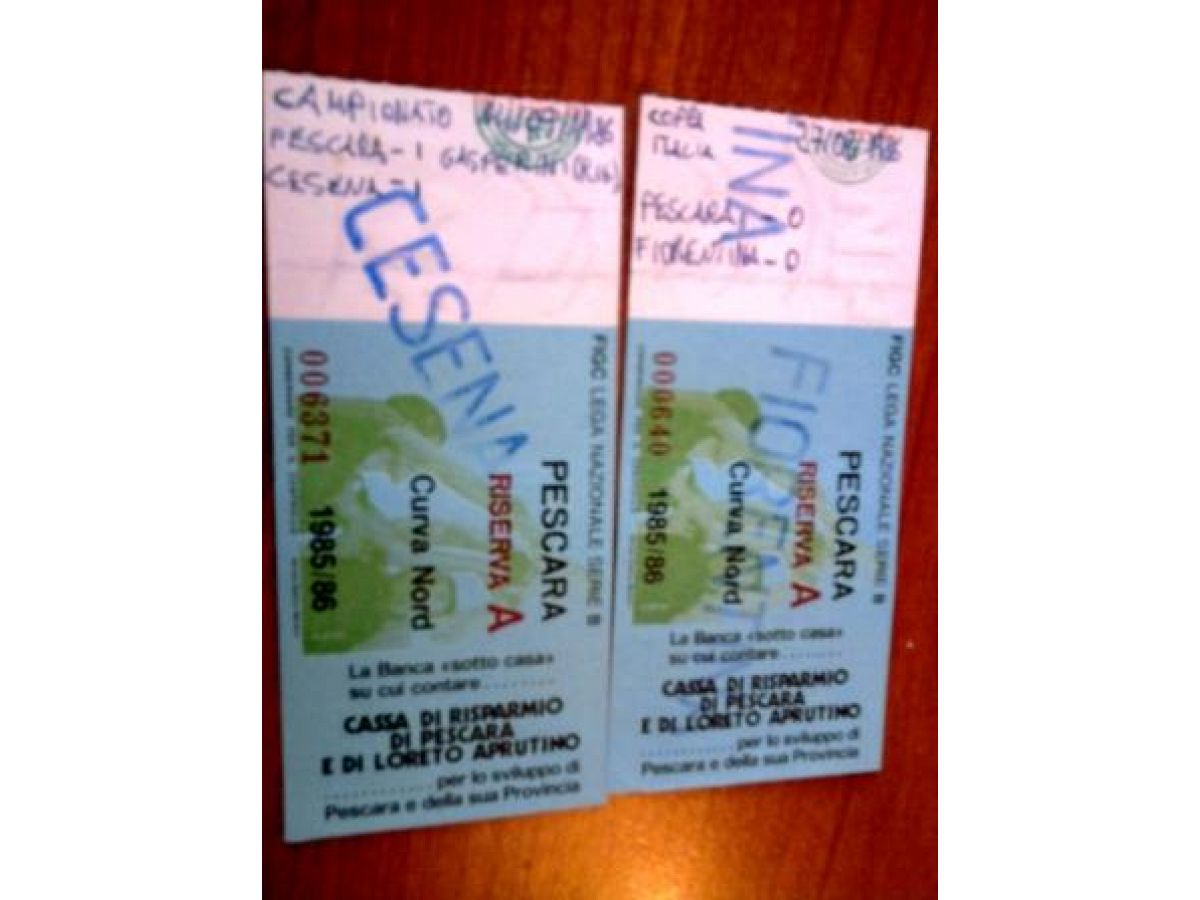 CAMPIONATO
PESCARA - 1 GASPERINI (RIG)
CESENA - 1
CESENA
FIGC LEGA NAZIONALE SERIE B
PESCARA
RISERVA A
Curva Nord
006371 1985/86
La Banca «sotto casa»
su cui contare ........
CASSA DI RISPARMIO
DI PESCARA
E DI LORETO APRUTINO
............ per lo sviluppo di
Pescara e della sua Provincia
COPPA
ITALIA
PESCARA - 0
FIORENTINA - 0
FIORENTINA
FIGC LEGA NAZIONALE SERIE B
PESCARA
RISERVA A
Curva Nord
000640 1985/86
La Banca «sotto casa»
su cui contare ........
CASSA DI RISPARMIO
DI PESCARA
E DI LORETO APRUTINO
............ per lo sviluppo di
Pescara e della sua Provincia